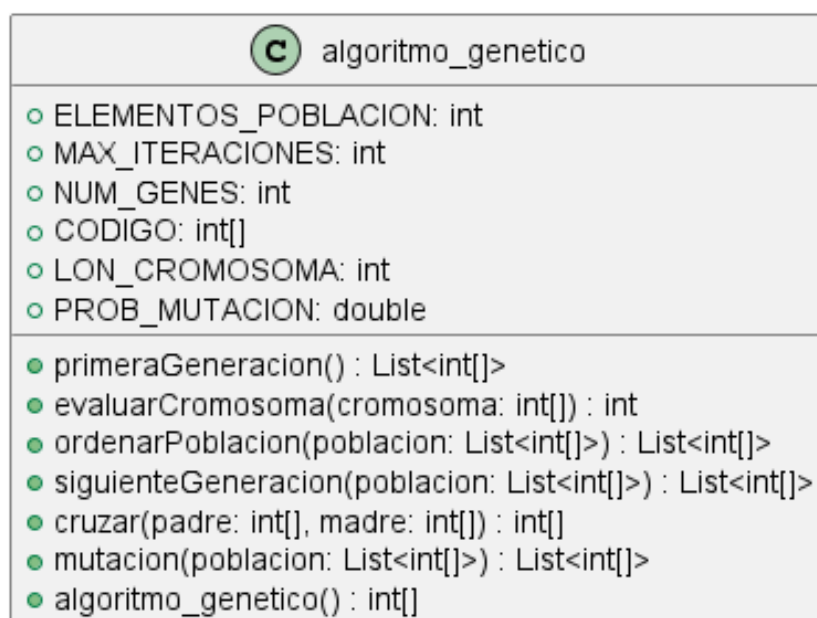 C algoritmo_genetico
ELEMENTOS_POBLACION: int
MAX_ITERACIONES: int
NUM_GENES: int
CODIGO: int[]
LON_CROMOSOMA: int
PROB_MUTACION: double
primeraGeneracion() : List<int[]>
evaluarCromosoma(cromosoma: int[]) : int
ordenarPoblacion(poblacion: List<int[]>) : List<int[]>
siguienteGeneracion(poblacion: List<int[]>) : List<int[]>
cruzar(padre: int[], madre: int[]) : int[]
mutacion(poblacion: List<int[]>) : List<int[]>
algoritmo_genetico() : int[]